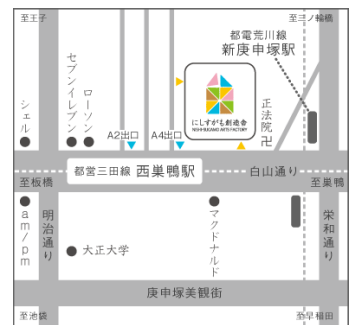 至王子
至三ノ輪橋
都電荒川線
新庚申塚駅
セブンイレブン
ローソン
シェル
A2出口
A4出口
にしすがも創造舎
NISHI-SUGAMO ARTS FACTORY
正法院卍
都営三田線 西巣鴨駅
白山通り
至板橋
至巣鴨
am/pm
明治通り
大正大学
マクドナルド
栄和通り
庚申塚美観街
至池袋
至早稲田